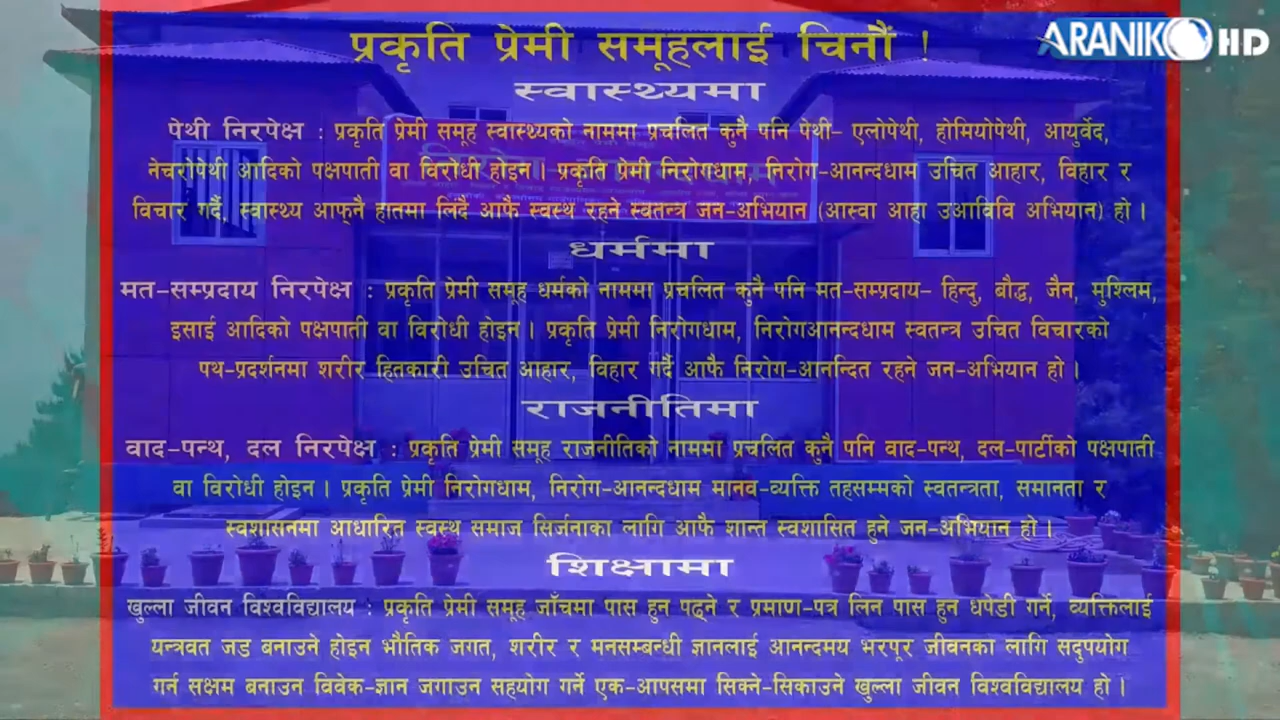 प्रकृति प्रेमी समूहलाई चिनौं !
ARANIKO HD
स्वास्थ्यमा
पेथी निरपेक्ष : प्रकृति प्रेमी समूह स्वास्थ्यको नाममा प्रचलित कुनै पनि पेथी- एलोपेथी, होमियोपेथी, आयुर्वेद,
नेचरोपेथी आदिको पक्षपाती वा विरोधी होइन । प्रकृति प्रेमी निरोगधाम, निरोग-आनन्दधाम उचित आहार, विहार र
विचार गर्दै, स्वास्थ्य आफ्नै हातमा लिँदै आफै स्वस्थ रहने स्वतन्त्र जन-अभियान (आस्वा आहा उआविवि अभियान) हो ।
धर्ममा
मत-सम्प्रदाय निरपेक्ष : प्रकृति प्रेमी समूह धर्मको नाममा प्रचलित कुनै पनि मत-सम्प्रदाय- हिन्दु, बौद्ध, जैन, मुश्लिम,
इसाई आदिको पक्षपाती वा विरोधी होइन । प्रकृति प्रेमी निरोगधाम, निरोगआनन्दधाम स्वतन्त्र उचित विचारको
पथ-प्रदर्शनमा शरीर हितकारी उचित आहार, विहार गर्दै आफै निरोग-आनन्दित रहने जन-अभियान हो ।
राजनीतिमा
वाद-पन्थ, दल निरपेक्ष : प्रकृति प्रेमी समूह राजनीतिको नाममा प्रचलित कुनै पनि वाद-पन्थ, दल-पार्टीको पक्षपाती
वा विरोधी होइन । प्रकृति प्रेमी निरोगधाम, निरोग-आनन्दधाम मानव-व्यक्ति तहसम्मको स्वतन्त्रता, समानता र
स्वशासनमा आधारित स्वस्थ समाज सिर्जनाका लागि आफै शान्त स्वशासित हुने जन-अभियान हो ।
शिक्षामा
खुल्ला जीवन विश्वविद्यालय : प्रकृति प्रेमी समूह जाँचमा पास हुन पढ्ने र प्रमाण-पत्र लिन पास हुन धपेडी गर्ने, व्यक्तिलाई
यन्त्रवत जड बनाउने होइन भौतिक जगत, शरीर र मनसम्बन्धी ज्ञानलाई आनन्दमय भरपूर जीवनका लागि सदुपयोग
गर्न सक्षम बनाउन विवेक-ज्ञान जगाउन सहयोग गर्ने एक-आपसमा सिक्ने-सिकाउने खुल्ला जीवन विश्वविद्यालय हो ।